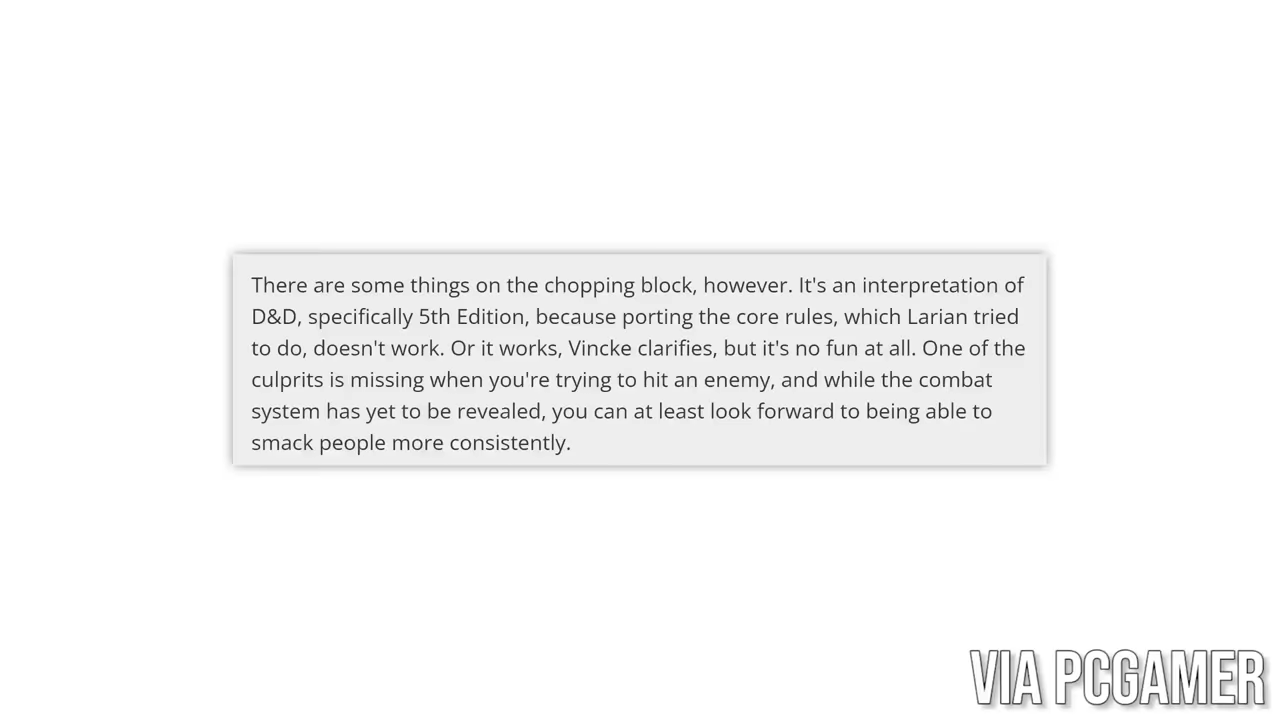 There are some things on the chopping block, however. It's an interpretation of
D&D, specifically 5th Edition, because porting the core rules, which Larian tried
to do, doesn't work. Or it works, Vincke clarifies, but it's no fun at all. One of the
culprits is missing when you're trying to hit an enemy, and while the combat
system has yet to be revealed, you can at least look forward to being able to
smack people more consistently.
VIA PCGAMER